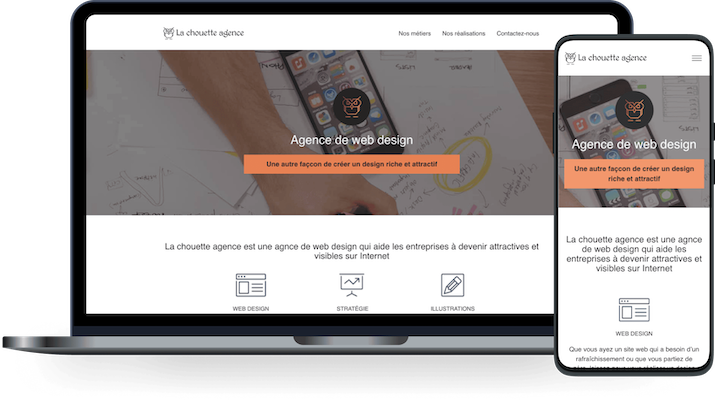 La chouette agence
Nos métiers
Nos réalisations
Contactez-nous
Agence de web design
Une autre façcon de créer un design riche et attractif
La chouette agence est une agnce de web design qui aide les entreprises à devenir attractives et
visibles sur Internet
WEB DESIGN
STRATÉGIE
ILLUSTRATIONS
La chouette agence
Agence de web design
Une autre façcon de créer un design
riche et attractif
La chouette agence est une agnce
de web design qui aide les
entreprises à devenir attractives et
visibles sur Internet
WEB DESIGN
Que vous ayez un site web qui a besoin d'un
rafraîchissement ou que vous partiez de